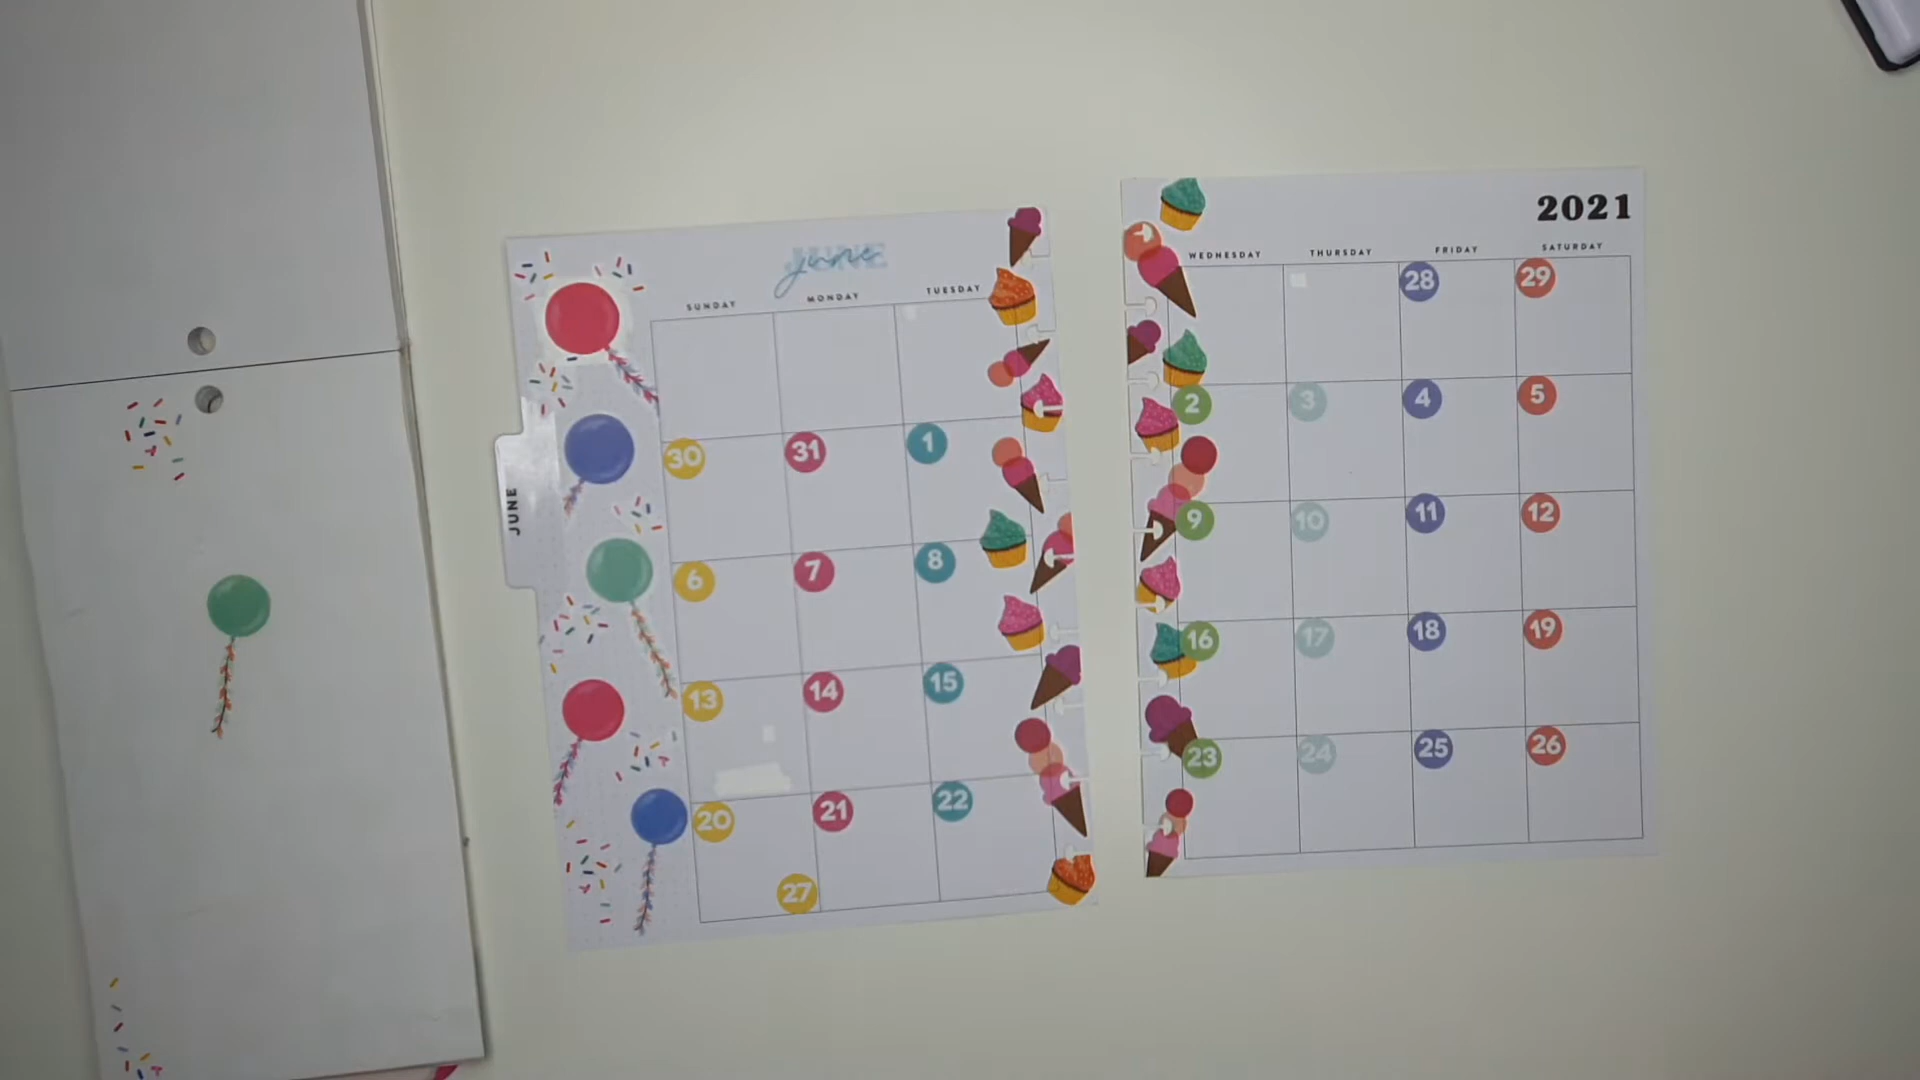 JUNE
june
SUNDAY MONDAY TUESDAY
30 31 1
6 7 8
13 14 15
20 21 22
27
JUNE
2021
WEDNESDAY THURSDAY FRIDAY SATURDAY
28 29
2 3 4 5
9 10 11 12
16 17 18 19
23 24 25 26